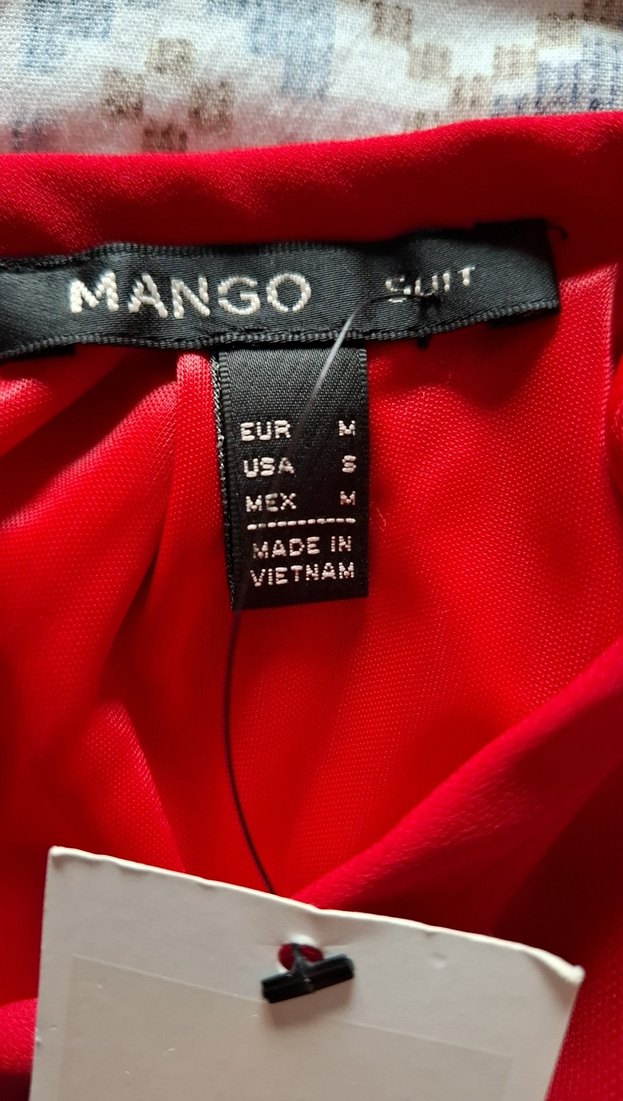 MANGO SUIT
EUR M
USA S
MEX M
MADE IN
VIETNAM